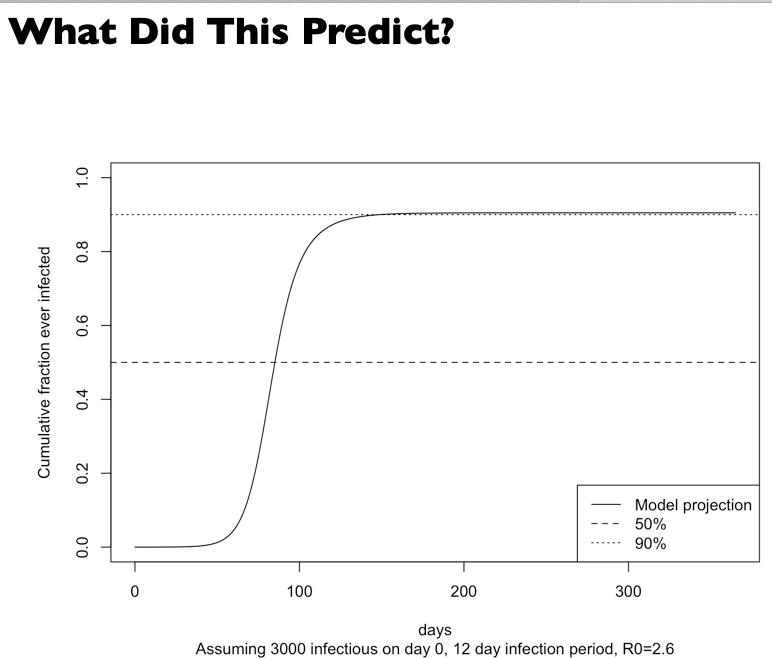 What Did This Predict?
1.0
0.8
0.6
0.4
0.2
0.0
Cumulative fraction ever infected
Model projection
50%
90%
0 100 200 300
days
Assuming 3000 infectious on day 0, 12 day infection period, R0=2.6